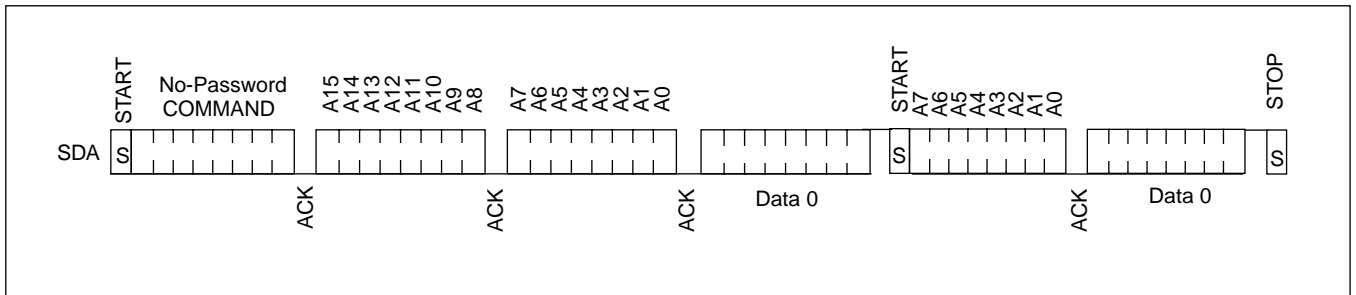 START
No-Password
COMMAND
A15
A14
A13
A12
A11
A10
A9
A8
A7
A6
A5
A4
A3
A2
A1
A0
START
A7
A6
A5
A4
A3
A2
A1
A0
STOP
SDA
S
S
S
ACK
ACK
ACK
Data 0
ACK
Data 0